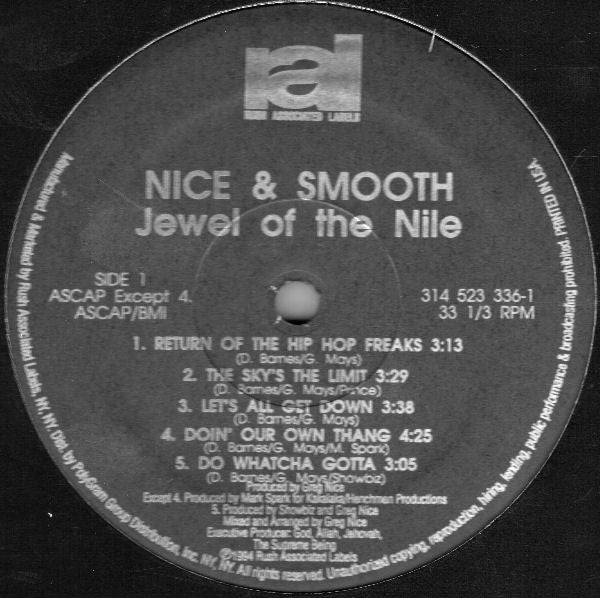 ral
RUSH ASSOCIATED LABELS
NICE & SMOOTH
Jewel of the Nile
SIDE 1
ASCAP Except 4.
ASCAP/BMI
314 523 336-1
33 1/3 RPM
1. RETURN OF THE HIP HOP FREAKS 3:13
(D. Barnes/G. Mays)
2. THE SKY'S THE LIMIT 3:29
(D. Barnes/G. Mays/Prince)
3. LET'S ALL GET DOWN 3:38
(D. Barnes/G. Mays)
4. DOIN' OUR OWN THANG 4:25
(D. Barnes/G. Mays/M. Spark)
5. DO WHATCHA GOTTA 3:05
(D. Barnes/G. Mays/Showbiz)
Produced by Greg Nice
Except 4. Produced by Mark Spark for Kakalaka/Henchmen Productions
5. Produced by Showbiz and Greg Nice
Mixed and Arranged by Greg Nice
Executive Producer: God, Allah, Jehovah,
The Supreme Being
℗©1994 Rush Associated Labels
Manufactured & Marketed by Rush Associated Labels, NY, NY. Dist. by PolyGram Group Distribution, Inc. NY, NY. All rights reserved. Unauthorized copying, reproduction, hiring, lending, public performance & broadcasting prohibited. PRINTED IN USA.